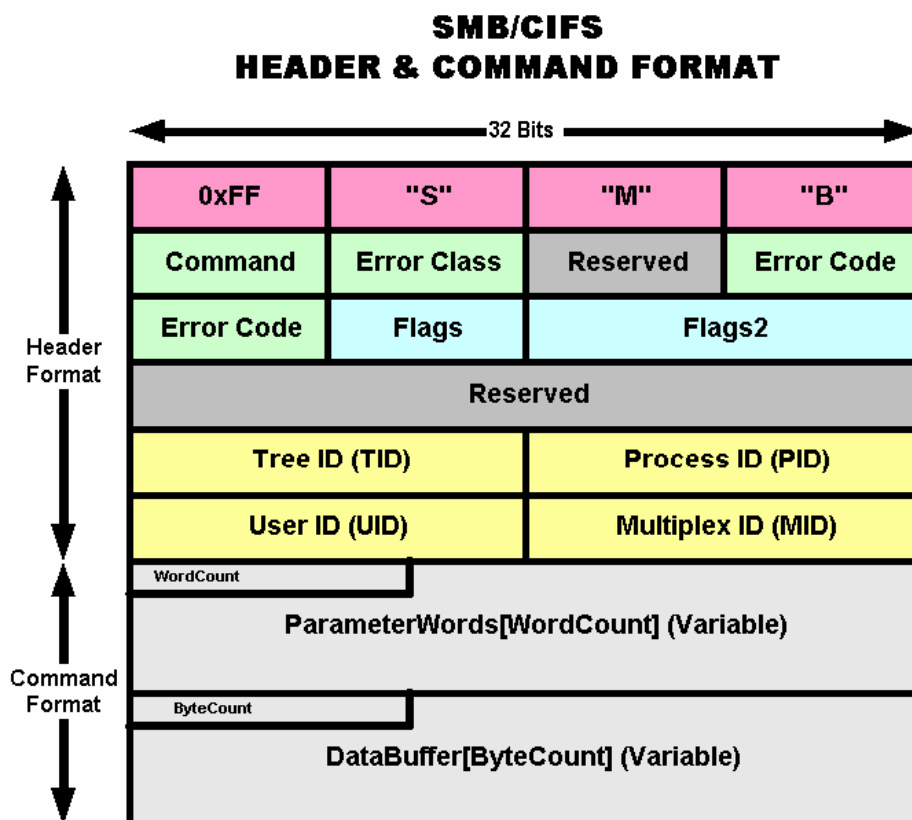 SMB/CIFS
HEADER & COMMAND FORMAT
32 Bits
0xFF "S" "M" "B"
Command Error Class Reserved Error Code
Error Code Flags Flags2
Header
Format
Reserved
Tree ID (TID) Process ID (PID)
User ID (UID) Multiplex ID (MID)
WordCount
ParameterWords[WordCount] (Variable)
Command
Format
ByteCount
DataBuffer[ByteCount] (Variable)